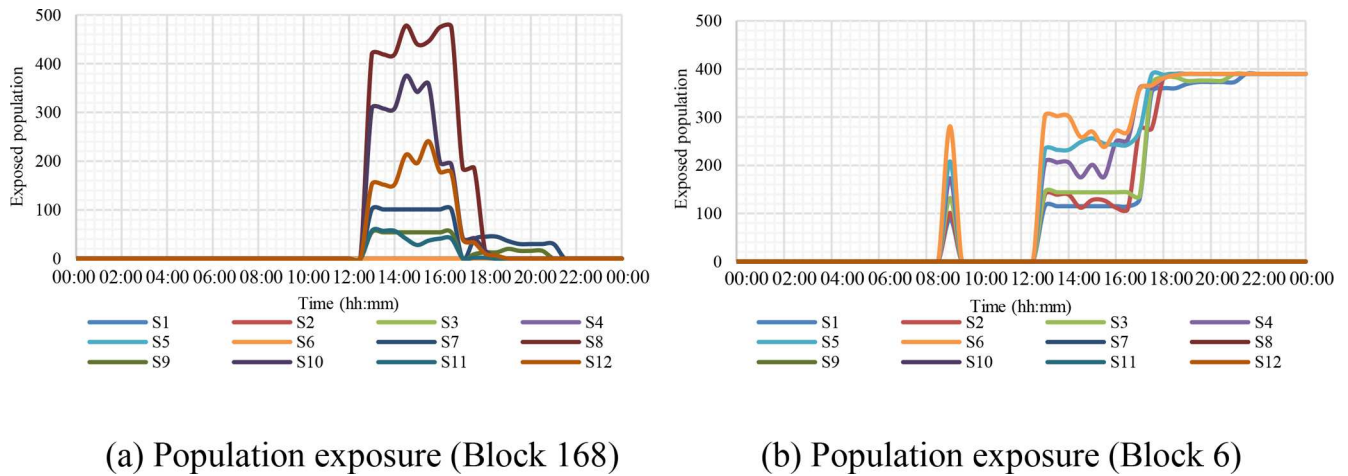 500
400
300
200
100
0
Exposed population
00:00 02:00 04:00 06:00 08:00 10:00 12:00 14:00 16:00 18:00 20:00 22:00 00:00
Time (hh:mm)
S1 S2 S3 S4
S5 S6 S7 S8
S9 S10 S11 S12
(a) Population exposure (Block 168)
500
400
300
200
100
0
Exposed population
00:00 02:00 04:00 06:00 08:00 10:00 12:00 14:00 16:00 18:00 20:00 22:00 00:00
Time (hh:mm)
S1 S2 S3 S4
S5 S6 S7 S8
S9 S10 S11 S12
(b) Population exposure (Block 6)